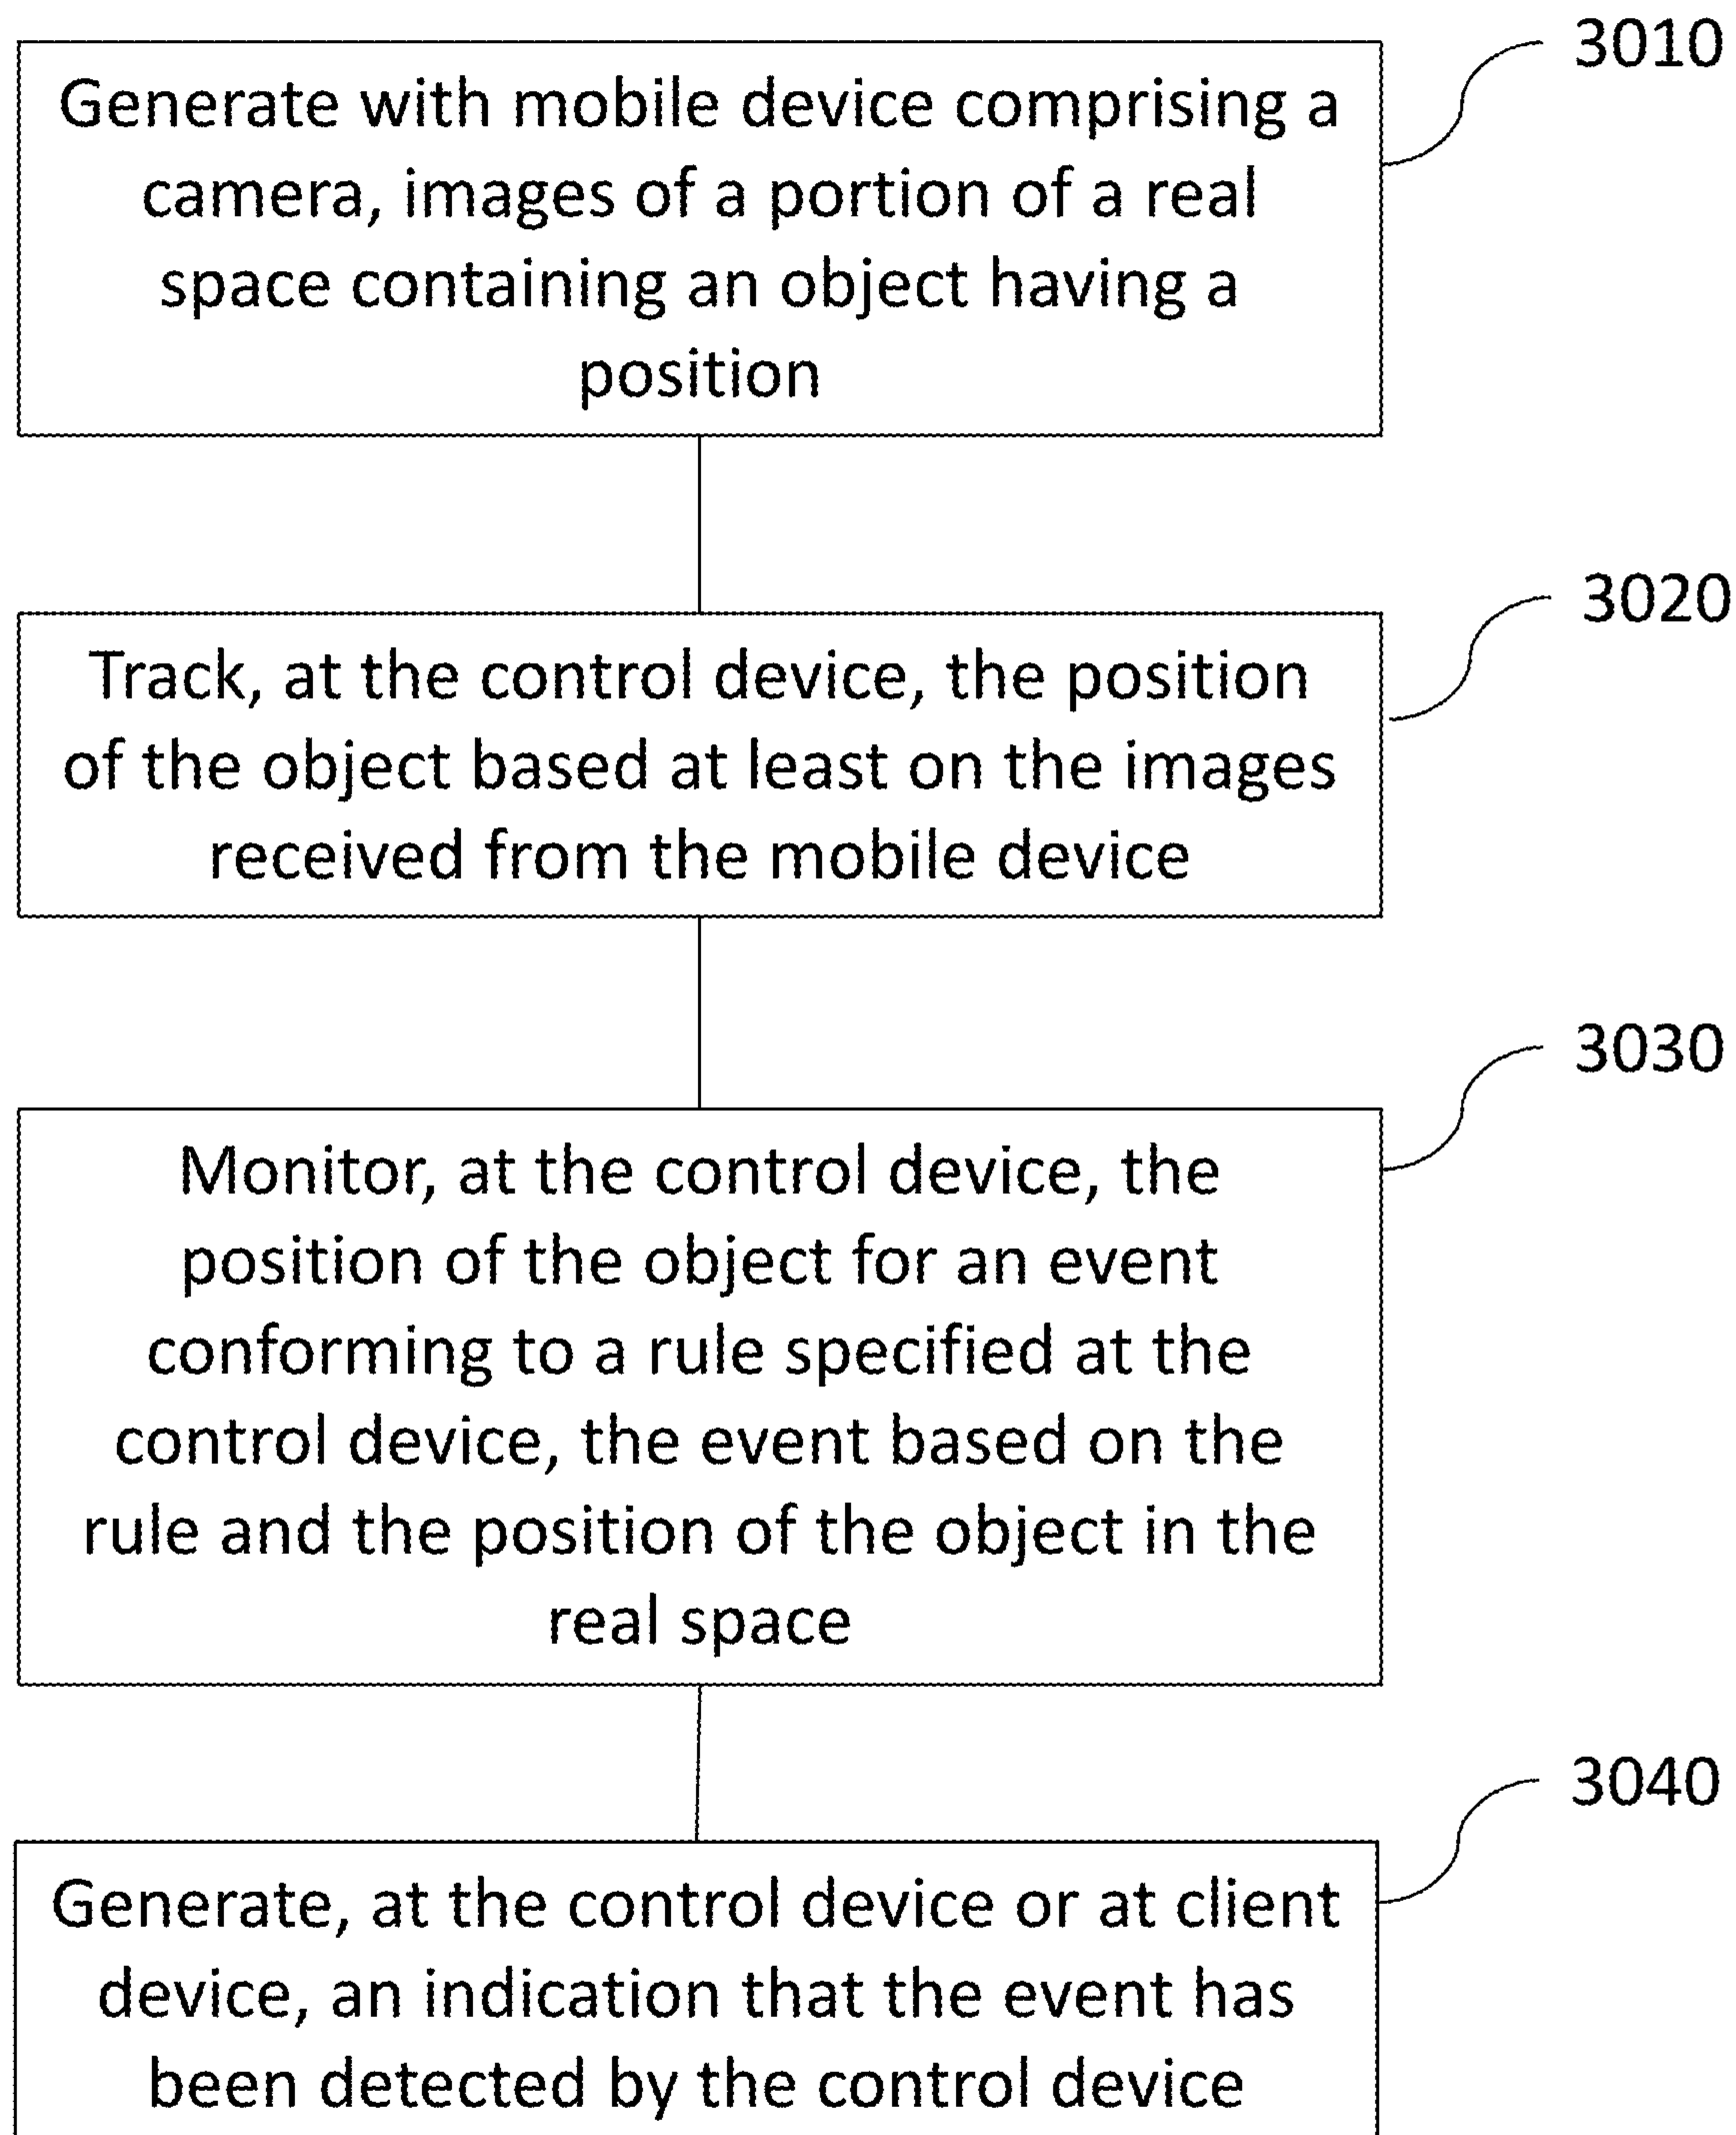 3010
Generate with mobile device comprising a
camera, images of a portion of a real
space containing an object having a
position
3020
Track, at the control device, the position
of the object based at least on the images
received from the mobile device
3030
Monitor, at the control device, the
position of the object for an event
conforming to a rule specified at the
control device, the event based on the
rule and the position of the object in the
real space
3040
Generate, at the control device or at client
device, an indication that the event has
been detected by the control device